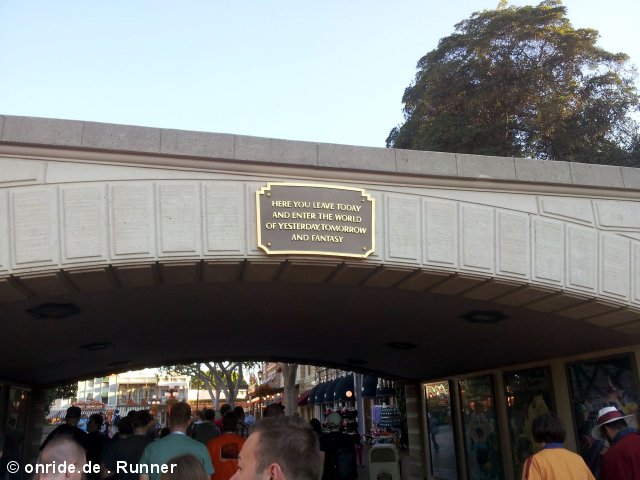 HERE YOU LEAVE TODAY
AND ENTER THE WORLD
OF YESTERDAY, TOMORROW
AND FANTASY
© onride.de . Runner